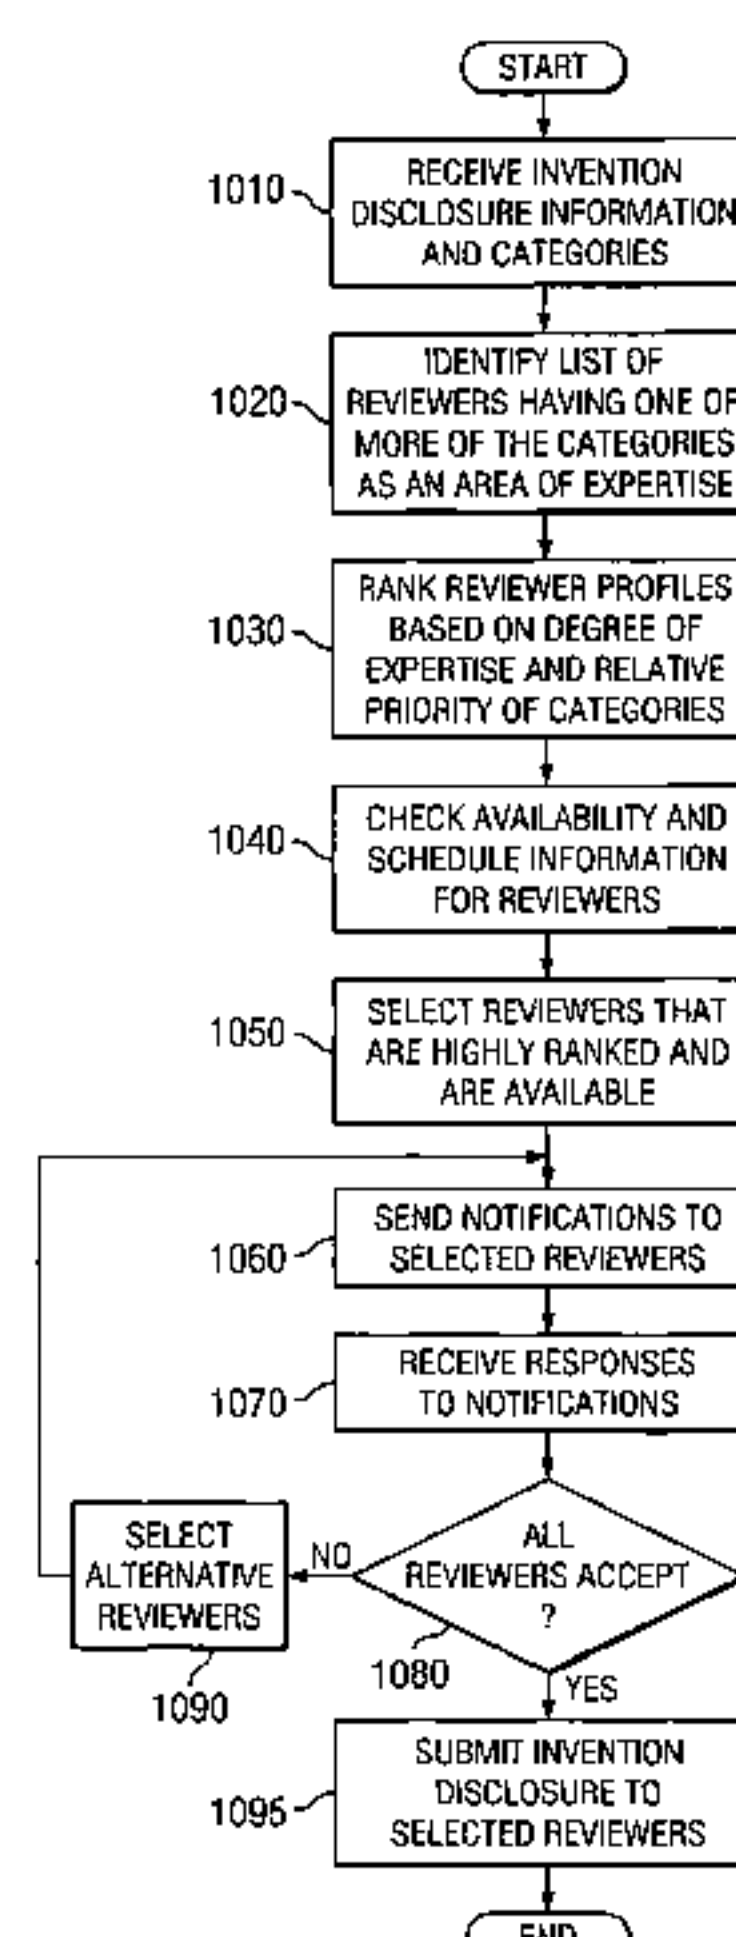 START
1010
RECEIVE INVENTION
DISCLOSURE INFORMATION
AND CATEGORIES
1020
IDENTIFY LIST OF
REVIEWERS HAVING ONE OR
MORE OF THE CATEGORIES
AS AN AREA OF EXPERTISE
1030
RANK REVIEWER PROFILES
BASED ON DEGREE OF
EXPERTISE AND RELATIVE
PRIORITY OF CATEGORIES
1040
CHECK AVAILABILITY AND
SCHEDULE INFORMATION
FOR REVIEWERS
1050
SELECT REVIEWERS THAT
ARE HIGHLY RANKED AND
ARE AVAILABLE
1060
SEND NOTIFICATIONS TO
SELECTED REVIEWERS
1070
RECEIVE RESPONSES
TO NOTIFICATIONS
ALL
REVIEWERS ACCEPT
?
1080
NO
SELECT
ALTERNATIVE
REVIEWERS
1090
YES
1095
SUBMIT INVENTION
DISCLOSURE TO
SELECTED REVIEWERS
END